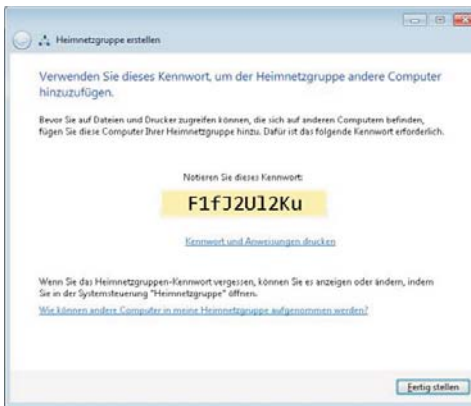 Heimnetzgruppe erstellen
Verwenden Sie dieses Kennwort, um der Heimnetzgruppe andere Computer
hinzuzufügen.
Bevor Sie auf Dateien und Drucker zugreifen können, die sich auf anderen Computern befinden,
fügen Sie diese Computer Ihrer Heimnetzgruppe hinzu. Dafür ist das folgende Kennwort erforderlich.
Notieren Sie dieses Kennwort:
F1fJ2Ul2Ku
Kennwort und Anweisungen drucken
Wenn Sie das Heimnetzgruppen-Kennwort vergessen, können Sie es anzeigen oder ändern, indem
Sie in der Systemsteuerung "Heimnetzgruppe" öffnen.
Wie können andere Computer in meine Heimnetzgruppe aufgenommen werden?
Fertig stellen